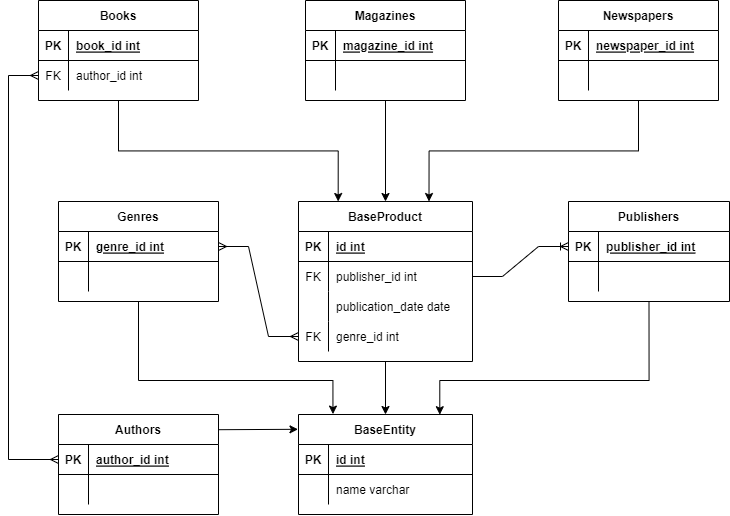 Books
PK book_id int
FK author_id int
Magazines
PK magazine_id int
Newspapers
PK newspaper_id int
Genres
PK genre_id int
BaseProduct
PK id int
FK publisher_id int
publication_date date
FK genre_id int
Publishers
PK publisher_id int
Authors
PK author_id int
BaseEntity
PK id int
name varchar